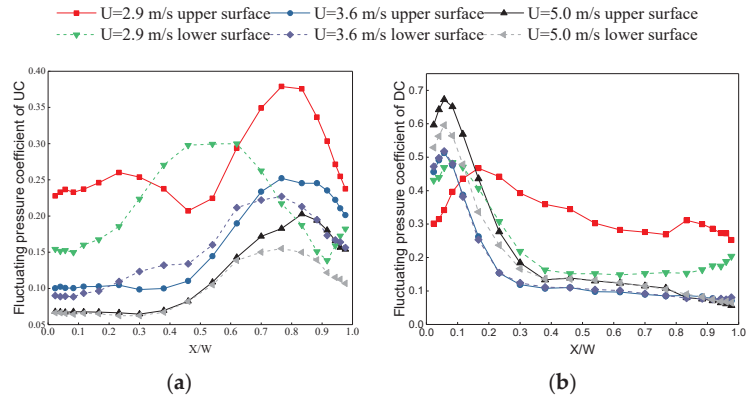 U=2.9 m/s upper surface U=3.6 m/s upper surface U=5.0 m/s upper surface
U=2.9 m/s lower surface U=3.6 m/s lower surface U=5.0 m/s lower surface
Fluctuating pressure coefficient of UC
0.40
0.35
0.30
0.25
0.20
0.15
0.10
0.05
0.0 0.1 0.2 0.3 0.4 0.5 0.6 0.7 0.8 0.9 1.0
X/W
(a)
Fluctuating pressure coefficient of DC
0.7
0.6
0.5
0.4
0.3
0.2
0.1
0.0
0.0 0.1 0.2 0.3 0.4 0.5 0.6 0.7 0.8 0.9 1.0
X/W
(b)